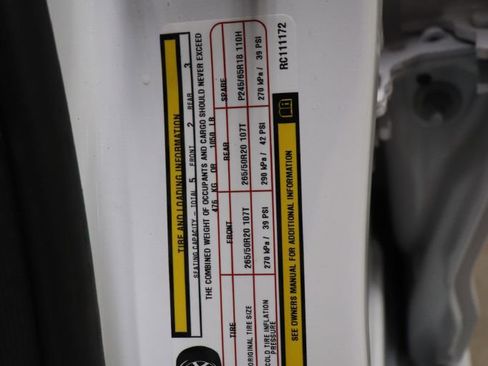 TIRE AND LOADING INFORMATION
SEATING CAPACITY - TOTAL 5 FRONT 2 REAR 3
THE COMBINED WEIGHT OF OCCUPANTS AND CARGO SHOULD NEVER EXCEED
476 KG OR 1050 LB
TIRE FRONT REAR SPARE
ORIGINAL TIRE SIZE 265/50R20 107T 265/50R20 107T P245/65R18 110H
COLD TIRE INFLATION PRESSURE 270 kPa / 39 PSI 290 kPa / 42 PSI 270 kPa / 39 PSI
SEE OWNERS MANUAL FOR ADDITIONAL INFORMATION
RC111172